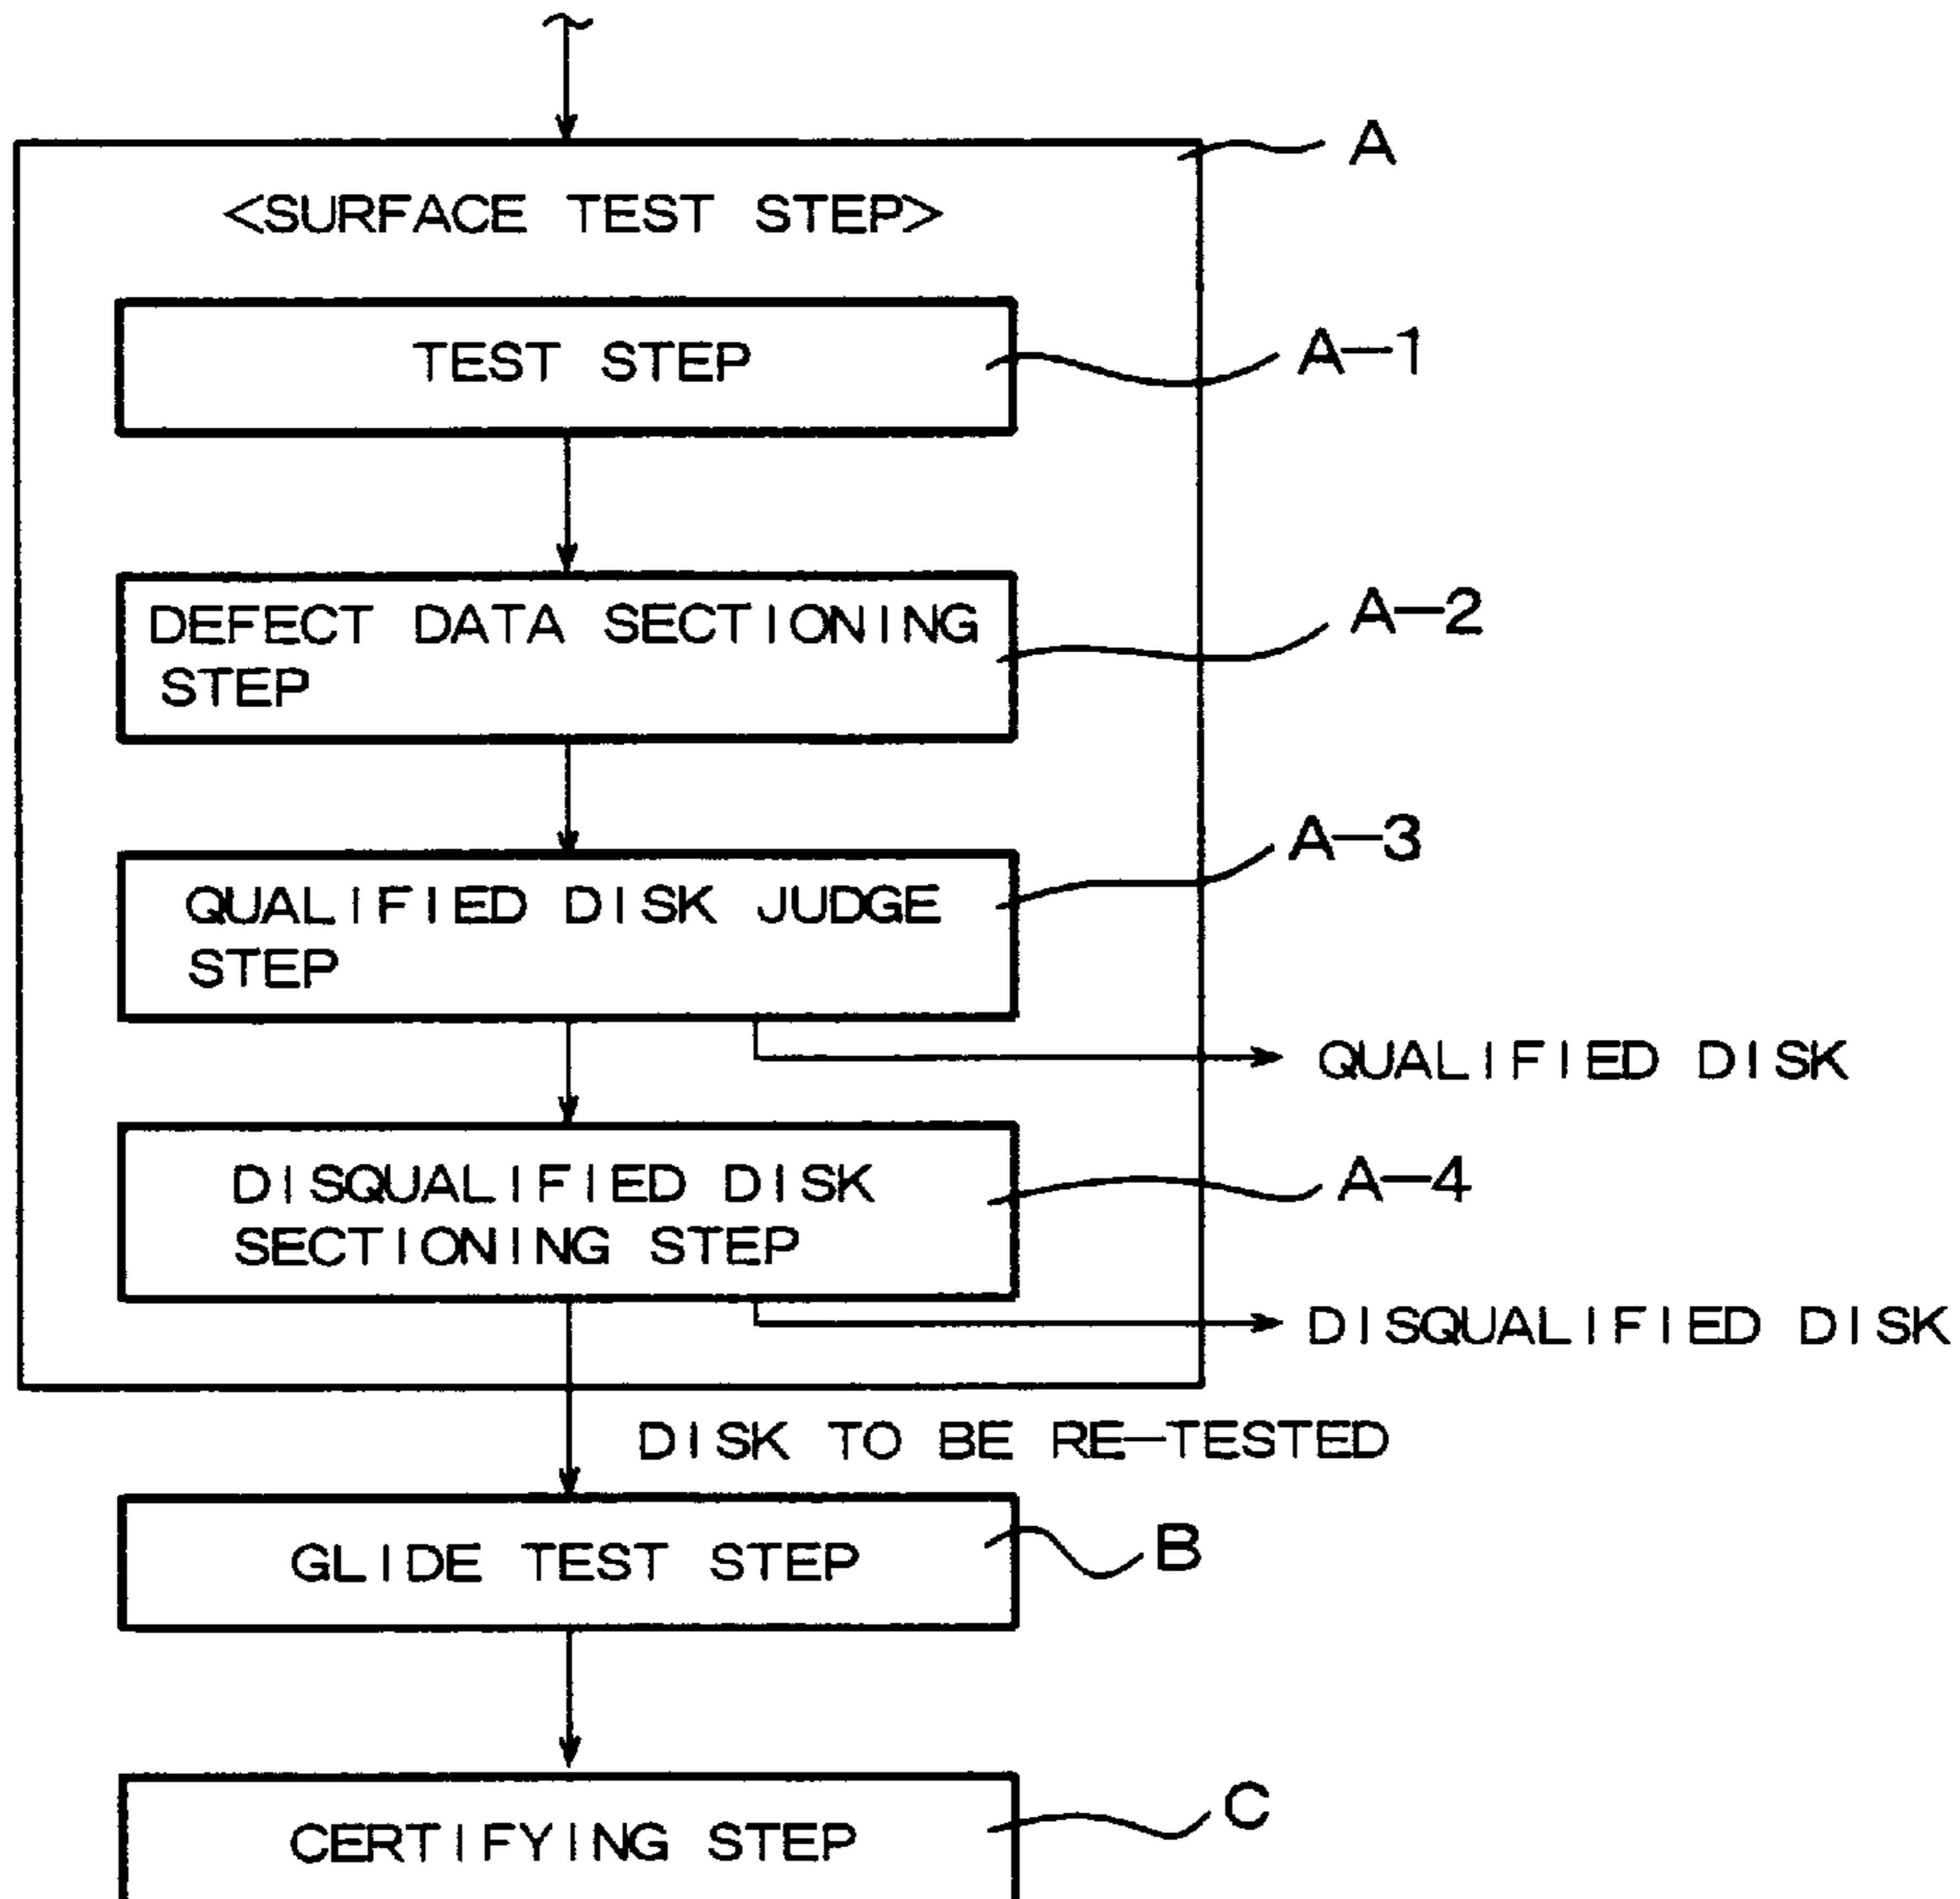 A
<SURFACE TEST STEP>
TEST STEP
A-1
DEFECT DATA SECTIONING
STEP
A-2
QUALIFIED DISK JUDGE
STEP
A-3
QUALIFIED DISK
DISQUALIFIED DISK
SECTIONING STEP
A-4
DISQUALIFIED DISK
DISK TO BE RE-TESTED
GLIDE TEST STEP
B
CERTIFYING STEP
C